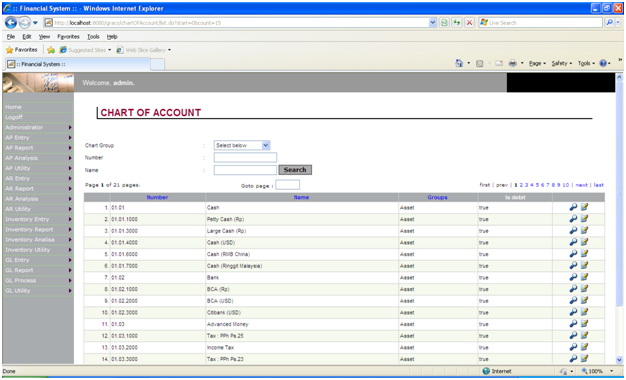 :: Financial System :: - Windows Internet Explorer
http://localhost:8080/gracs/chartOfAccount/list.do?start=0&count=15
Live Search
File Edit View Favorites Tools Help
Favorites Suggested Sites Web Slice Gallery
:: Financial System ::
Page Safety Tools
Welcome, admin.
Home
Logoff
Administrator
AP Entry
AP Report
AP Analysis
AP Utility
AR Entry
AR Report
AR Analysis
AR Utility
Inventory Entry
Inventory Report
Inventory Analisa
Inventory Utility
GL Entry
GL Report
GL Process
GL Utility
CHART OF ACCOUNT
Chart Group : Select below
Number :
Name : Search
Page 1 of 21 pages. Goto page : first | prev | 1 2 3 4 5 6 7 8 9 10 | next | last
Number Name Groups Is debt
1. 01.01 Cash Asset true
2. 01.01.1000 Petty Cash (Rp) Asset true
3. 01.01.3000 Large Cash (Rp) Asset true
4. 01.01.4000 Cash (USD) Asset true
5. 01.01.6000 Cash (RMB China) Asset true
6. 01.01.7000 Cash (Ringgit Malaysia) Asset true
7. 01.02 Bank Asset true
8. 01.02.1000 BCA (Rp) Asset true
9. 01.02.2000 BCA (USD) Asset true
10. 01.02.3000 Citibank (USD) Asset true
11. 01.03 Advanced Money Asset true
12. 01.03.1000 Tax : PPh Ps.25 Asset true
13. 01.03.2000 Income Tax Asset true
14. 01.03.3000 Tax : PPh Ps.23 Asset true
Done Internet 100%